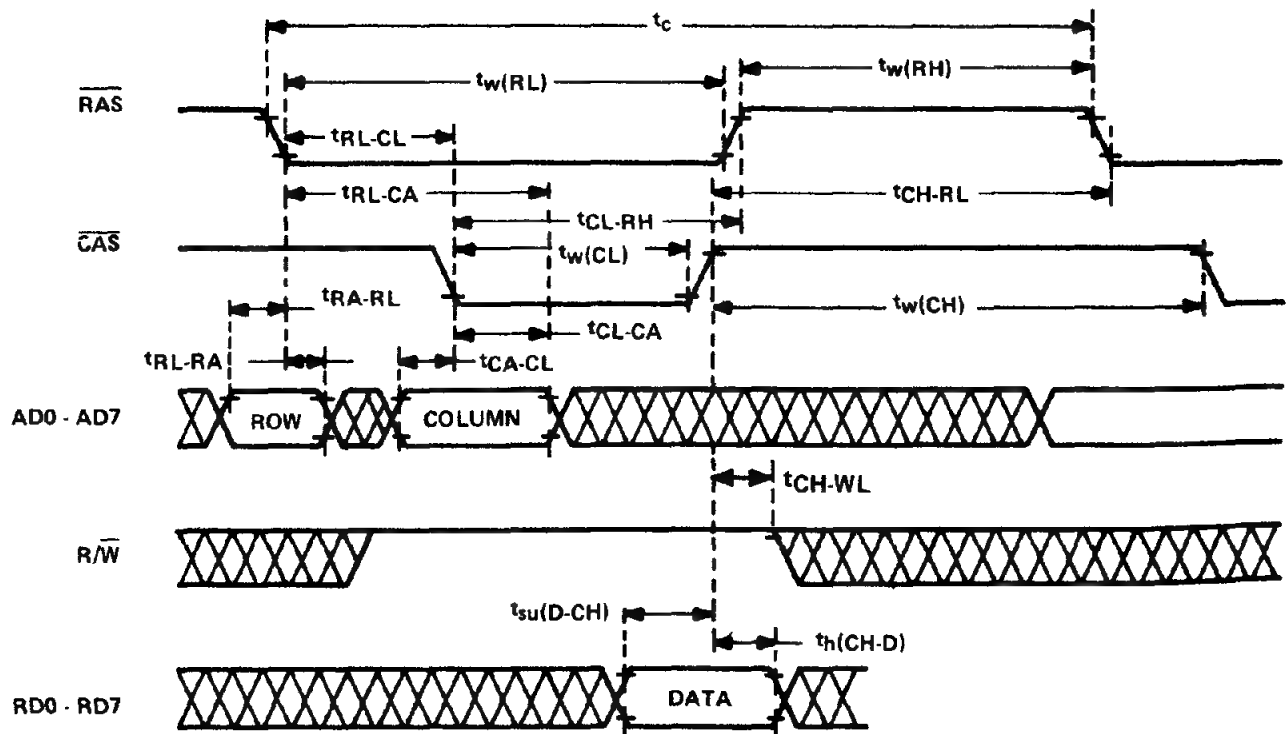 tc
tw(RL)
tw(RH)
RAS
tRL-CL
tRL-CA
tCH-RL
tCL-RH
CAS
tw(CL)
tRA-RL
tw(CH)
tCL-CA
tRL-RA
tCA-CL
AD0 - AD7
ROW
COLUMN
tCH-WL
R/W
tsu(D-CH)
th(CH-D)
RD0 - RD7
DATA